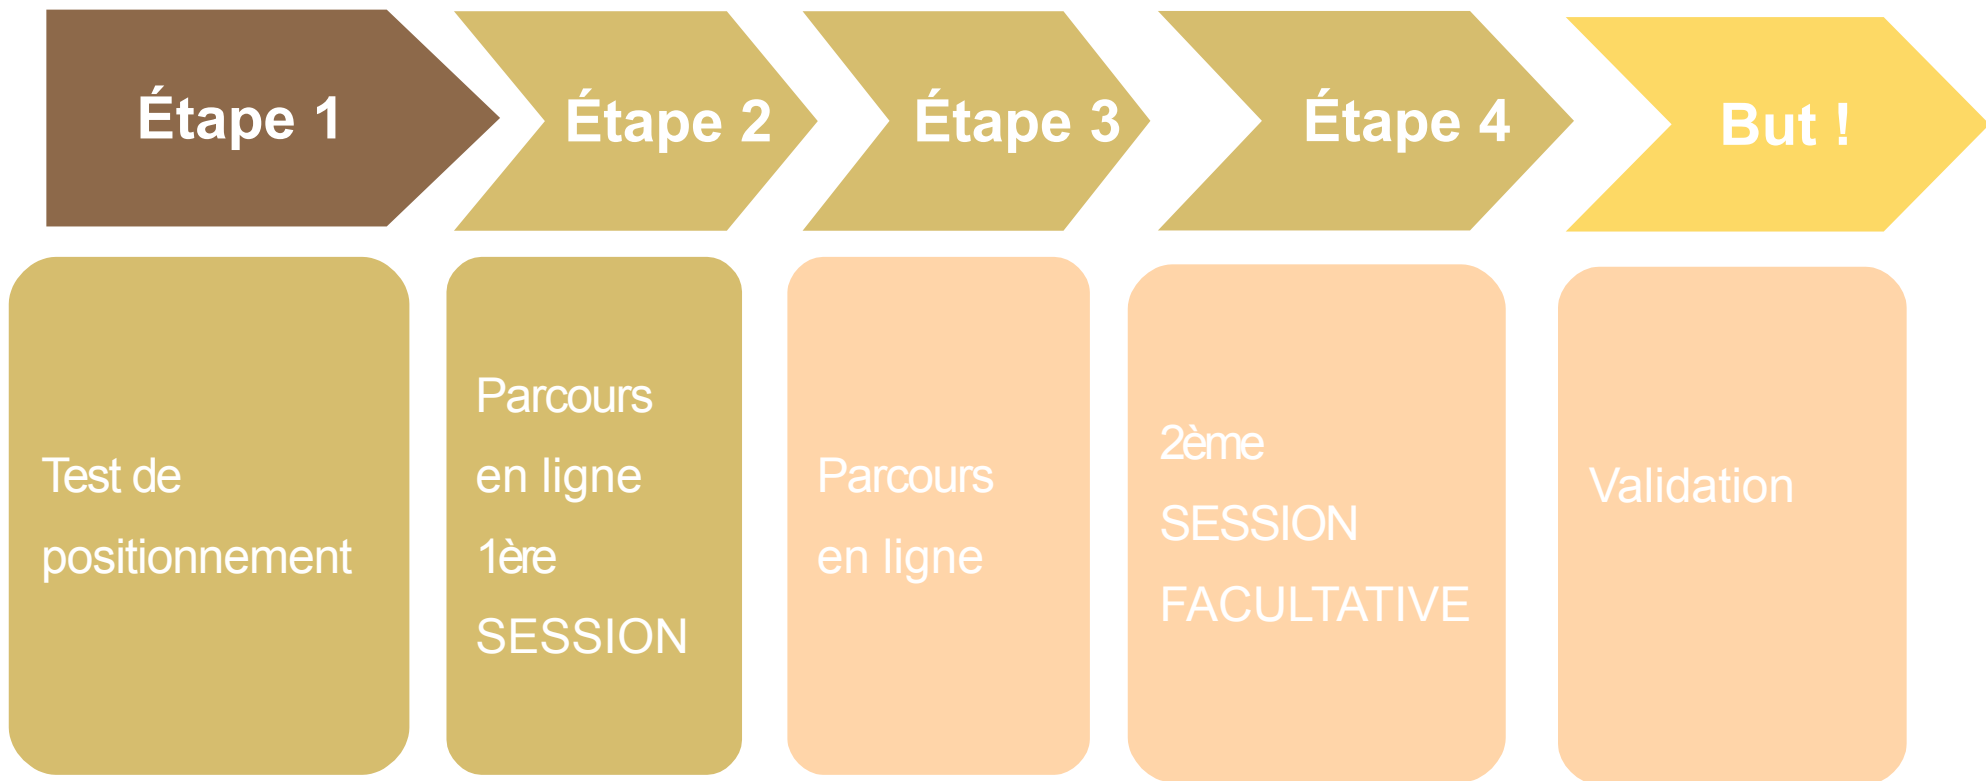 Étape 1
Étape 2
Étape 3
Étape 4
But !
Test de
positionnement
Parcours
en ligne
1ère
SESSION
Parcours
en ligne
2ème
SESSION
FACULTATIVE
Validation